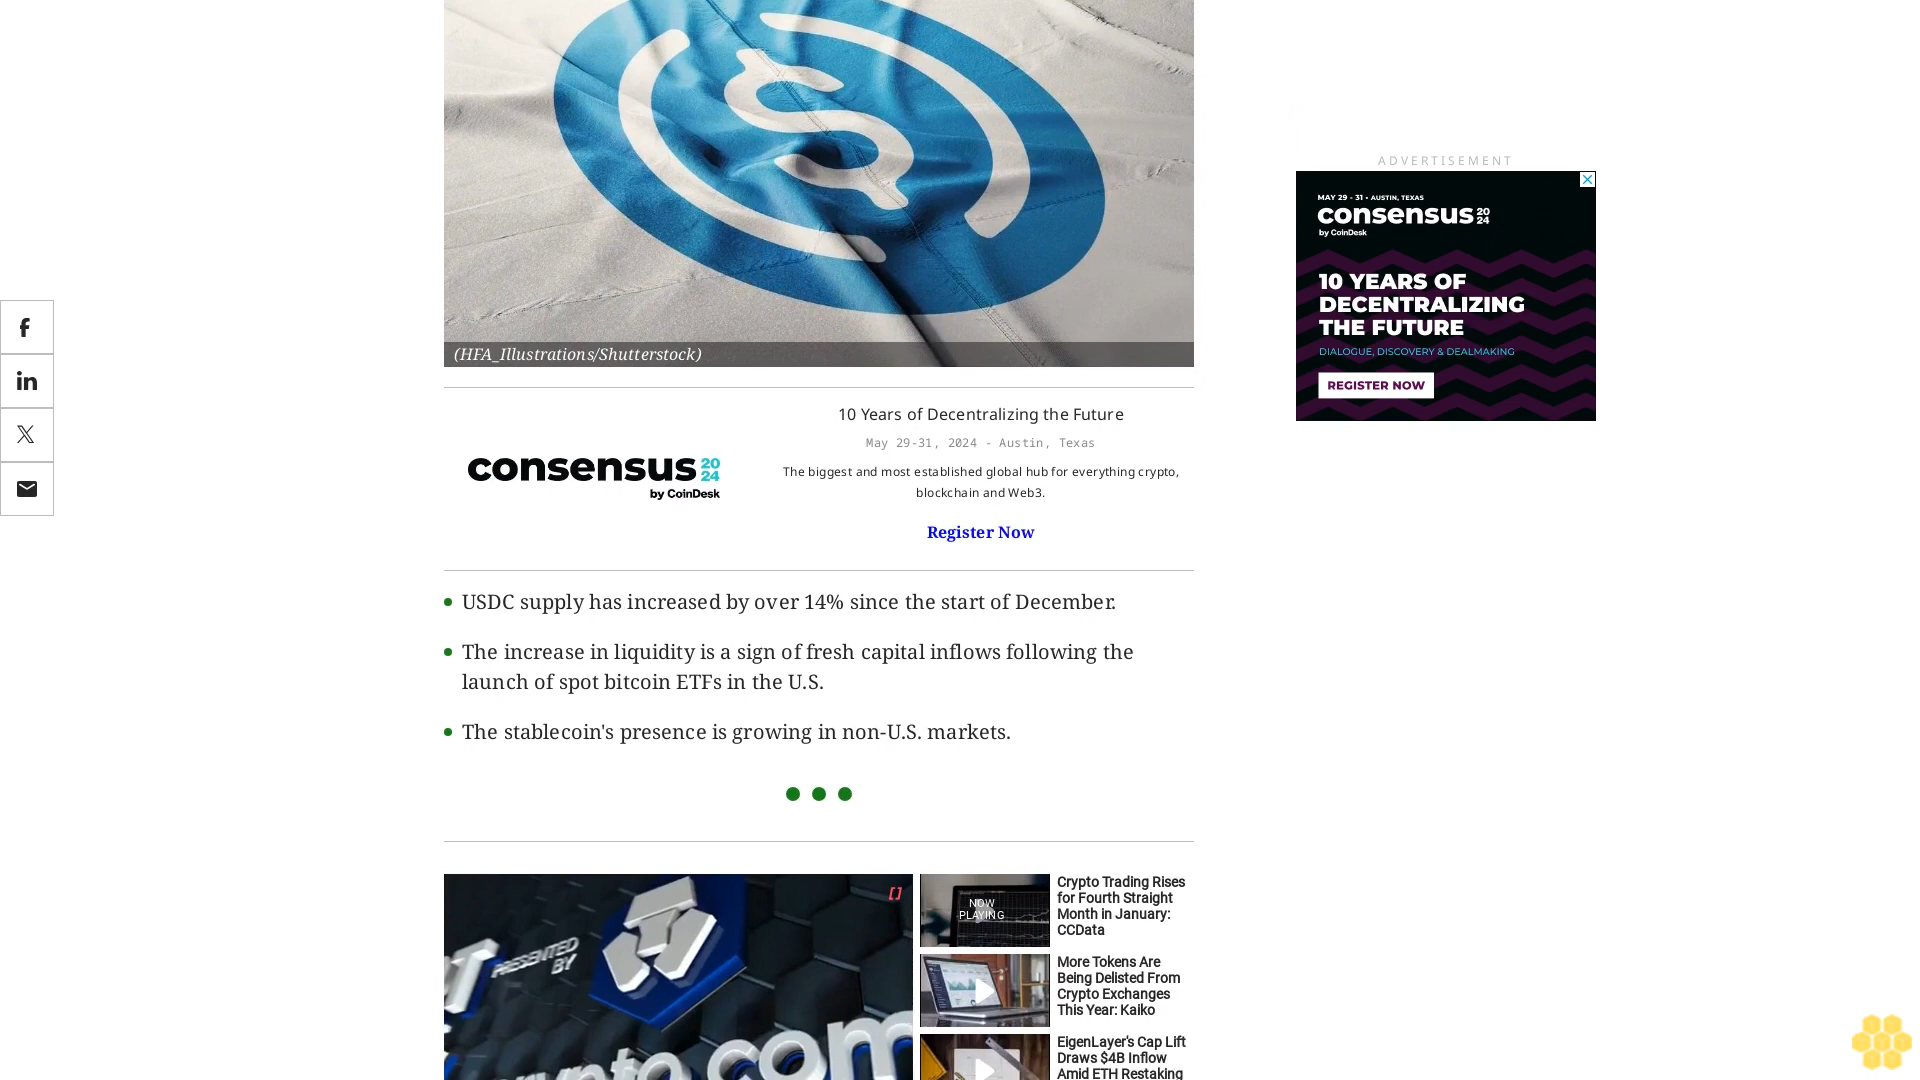 (HFA_Illustrations/Shutterstock)
consensus 20
24
by CoinDesk
10 Years of Decentralizing the Future
May 29-31, 2024 - Austin, Texas
The biggest and most established global hub for everything crypto,
blockchain and Web3.
Register Now
USDC supply has increased by over 14% since the start of December.
The increase in liquidity is a sign of fresh capital inflows following the
launch of spot bitcoin ETFs in the U.S.
The stablecoin's presence is growing in non-U.S. markets.
PRESENTED
BY
crypto com
NOW
PLAYING
Crypto Trading Rises
for Fourth Straight
Month in January:
CCData
More Tokens Are
Being Delisted From
Crypto Exchanges
This Year: Kaiko
EigenLayer's Cap Lift
Draws $4B Inflow
Amid ETH Restaking
ADVERTISEMENT
MAY 29 - 31 • AUSTIN, TEXAS
consensus 20
24
by CoinDesk
10 YEARS OF
DECENTRALIZING
THE FUTURE
DIALOGUE, DISCOVERY & DEALMAKING
REGISTER NOW